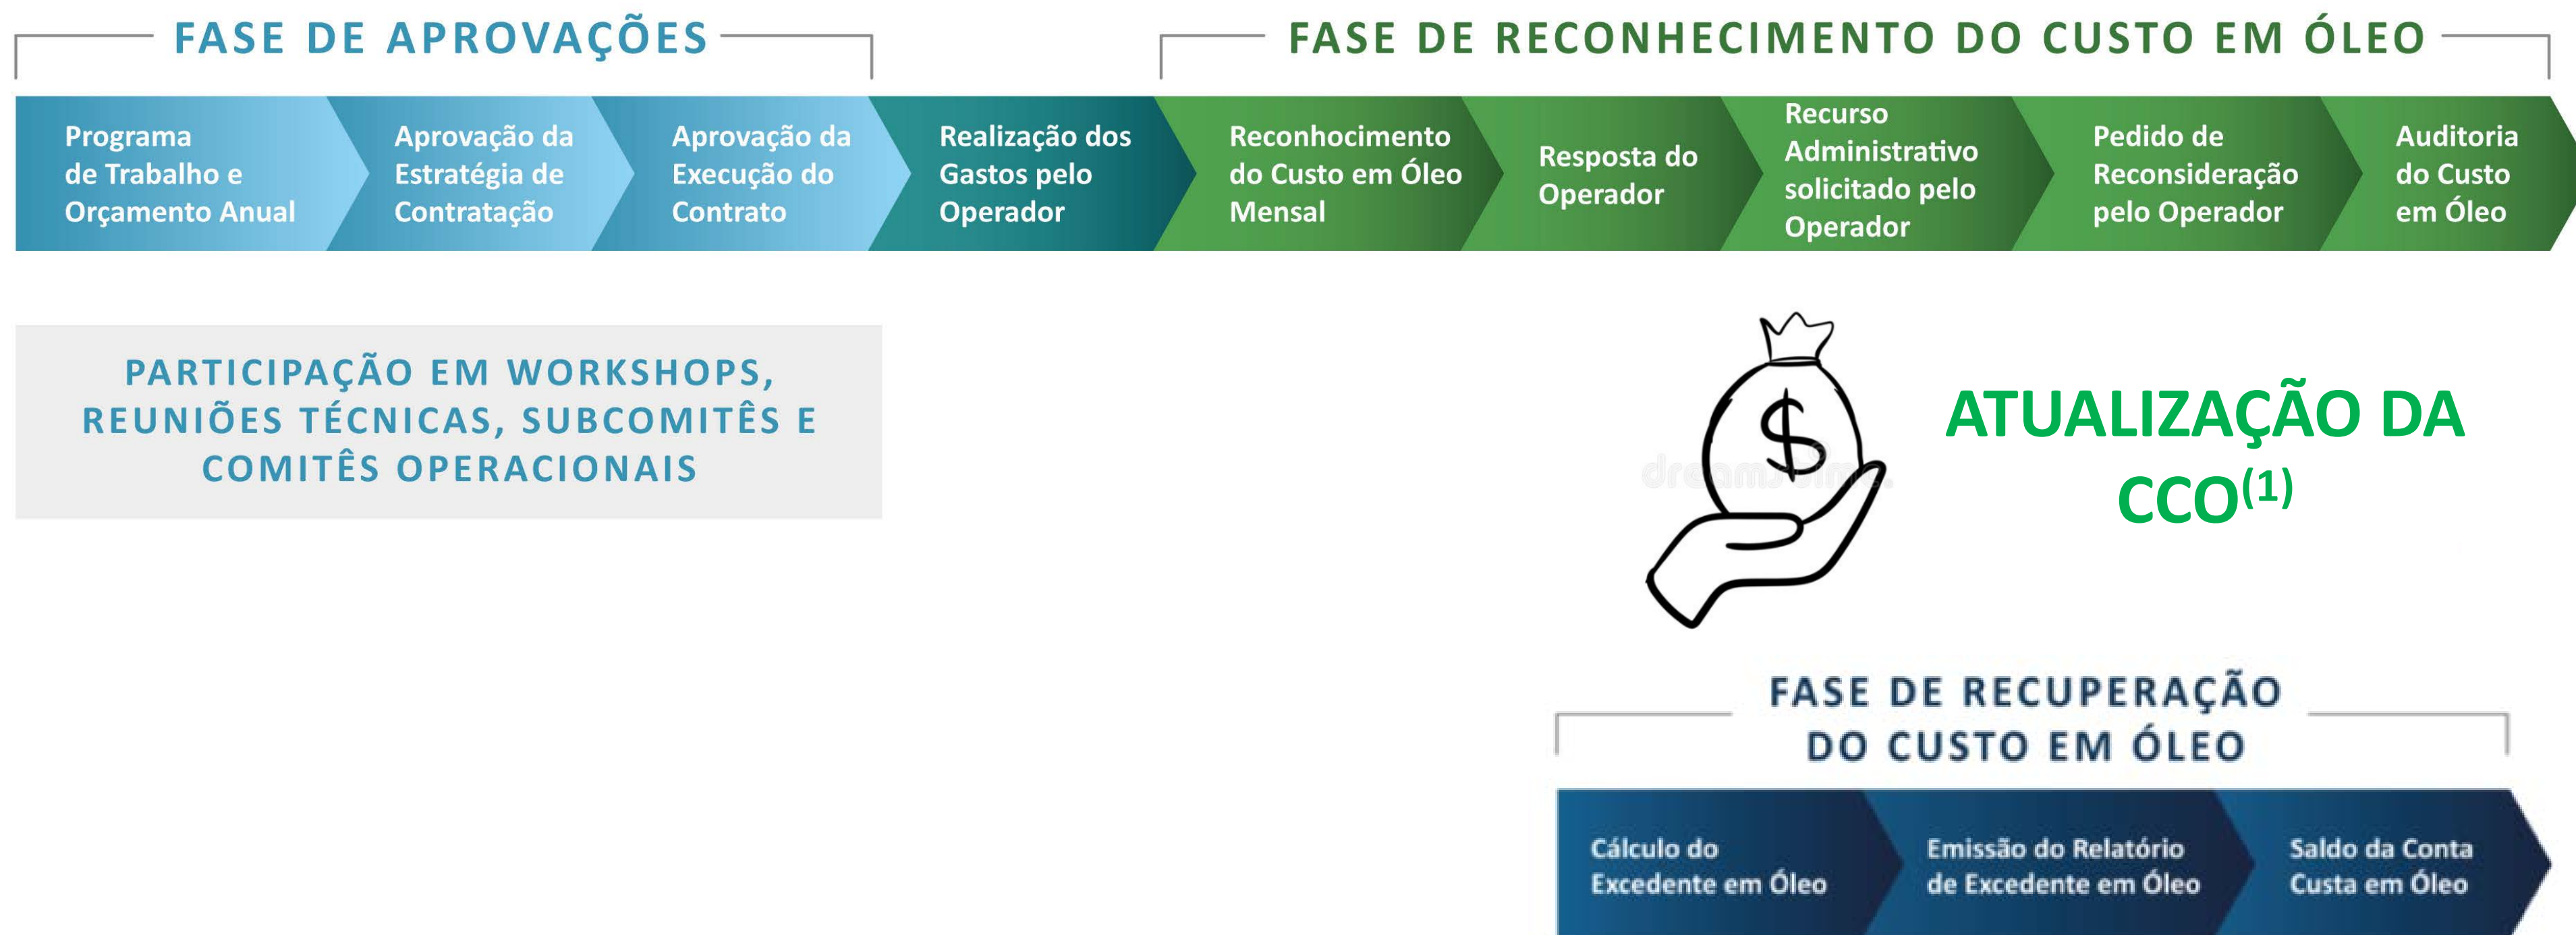 FASE DE APROVAÇÕES
FASE DE RECONHECIMENTO DO CUSTO EM ÓLEO
Programa
de Trabalho e
Orçamento Anual
Aprovação da
Estratégia de
Contratação
Aprovação da
Execução do
Contrato
Realização dos
Gastos pelo
Operador
Reconhocimento
do Custo em Óleo
Mensal
Resposta do
Operador
Recurso
Administrativo
solicitado pelo
Operador
Pedido de
Reconsideração
pelo Operador
Auditoria
do Custo
em Óleo
PARTICIPAÇÃO EM WORKSHOPS,
REUNIÕES TÉCNICAS, SUBCOMITÊS E
COMITÊS OPERACIONAIS
$
dreamstime
ATUALIZAÇÃO DA
CCO(1)
FASE DE RECUPERAÇÃO
DO CUSTO EM ÓLEO
Cálculo do
Excedente em Óleo
Emissão do Relatório
de Excedente em Óleo
Saldo da Conta
Custa em Óleo